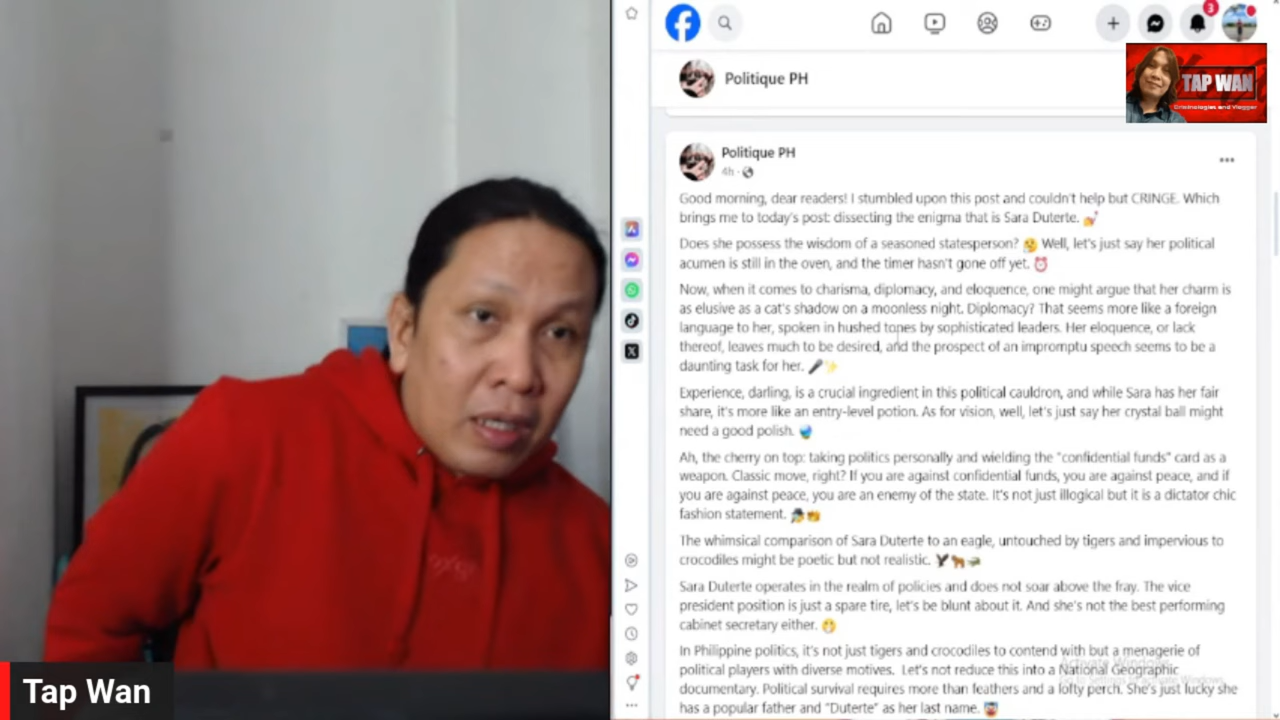 Politique PH
TAP WAN
Criminologist and Vlogger
Politique PH
4h
Good morning, dear readers! I stumbled upon this post and couldn't help but CRINGE. Which
brings me to today's post: dissecting the enigma that is Sara Duterte.
Does she possess the wisdom of a seasoned statesperson? Well, let's just say her political
acumen is still in the oven, and the timer hasn't gone off yet.
Now, when it comes to charisma, diplomacy, and eloquence, one might argue that her charm is
as elusive as a cat's shadow on a moonless night. Diplomacy? That seems more like a foreign
language to her, spoken in hushed tones by sophisticated leaders. Her eloquence, or lack
thereof, leaves much to be desired, and the prospect of an impromptu speech seems to be a
daunting task for her.
Experience, darling, is a crucial ingredient in this political cauldron, and while Sara has her fair
share, it's more like an entry-level potion. As for vision, well, let's just say her crystal ball might
need a good polish.
Ah, the cherry on top: taking politics personally and wielding the "confidential funds" card as a
weapon. Classic move, right? If you are against confidential funds, you are against peace, and if
you are against peace, you are an enemy of the state. It's not just illogical but it is a dictator chic
fashion statement.
The whimsical comparison of Sara Duterte to an eagle, untouched by tigers and impervious to
crocodiles might be poetic but not realistic.
Sara Duterte operates in the realm of policies and does not soar above the fray. The vice
president position is just a spare tire, let's be blunt about it. And she's not the best performing
cabinet secretary either.
In Philippine politics, it's not just tigers and crocodiles to contend with but a menagerie of
political players with diverse motives. Let's not reduce this into a National Geographic
documentary. Political survival requires more than feathers and a lofty perch. She's just lucky she
has a popular father and "Duterte" as her last name.
Activate Windows
Go to Settings to activate Windows.
3
Tap Wan